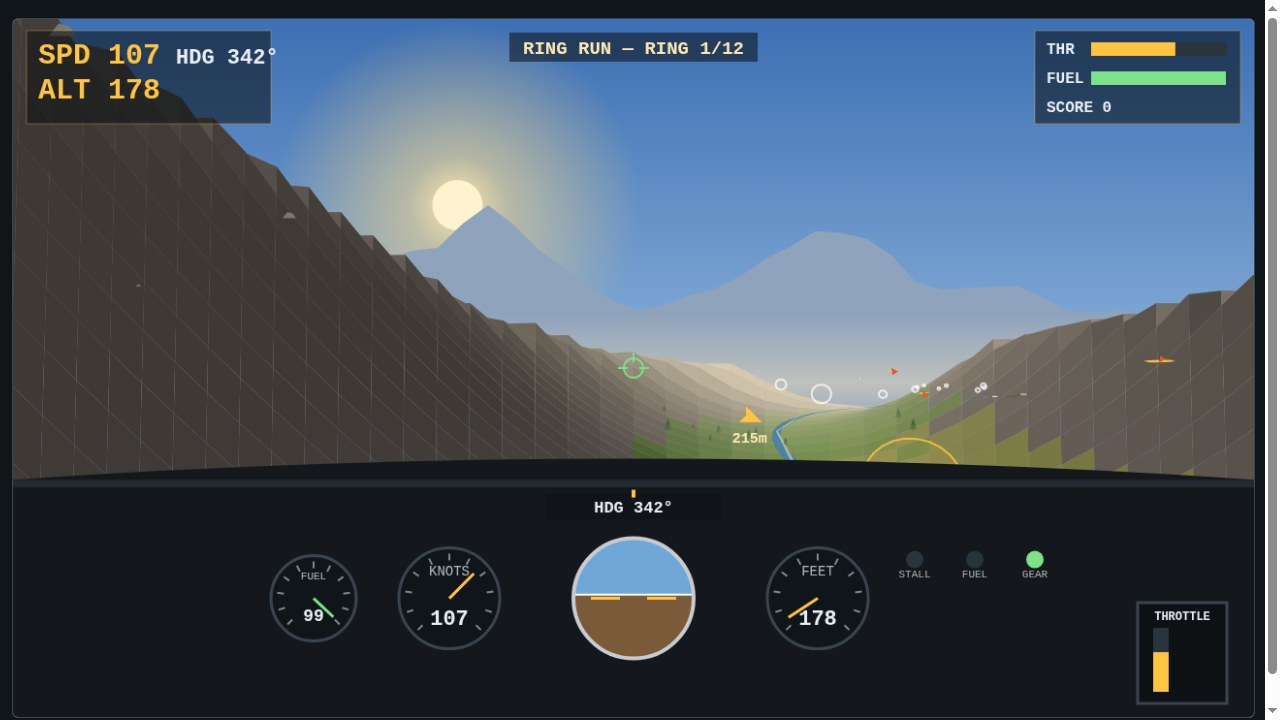 SPD 107 HDG 342°
ALT 178
RING RUN — RING 1/12
THR
FUEL
SCORE 0
215m
HDG 342°
FUEL
99
KNOTS
107
FEET
178
STALL
FUEL
GEAR
THROTTLE